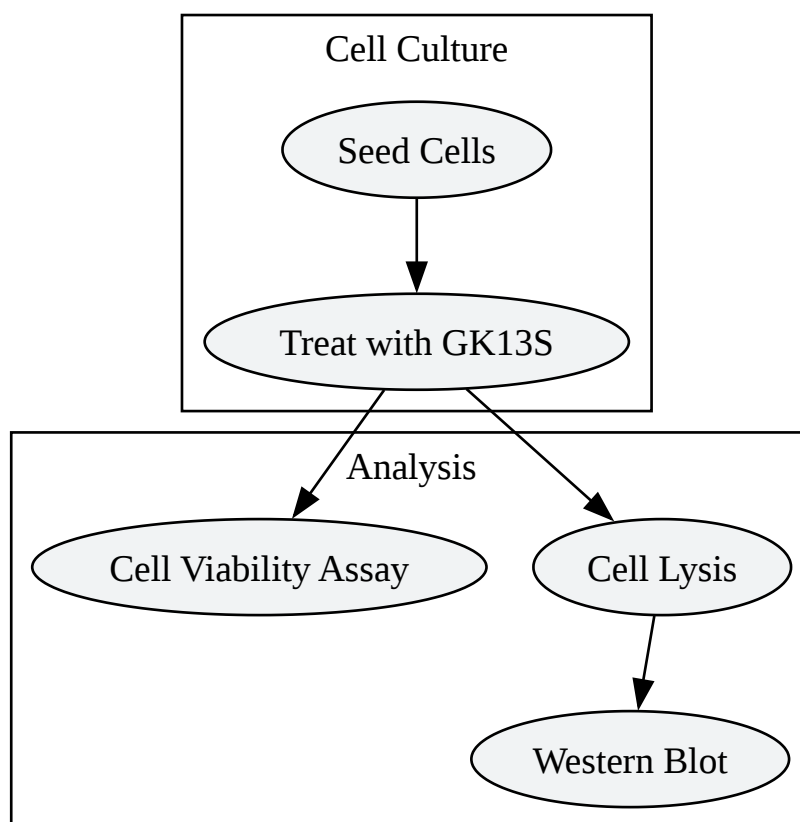 Cell Culture
Seed Cells
Treat with GK13S
Analysis
Cell Viability Assay
Cell Lysis
Western Blot